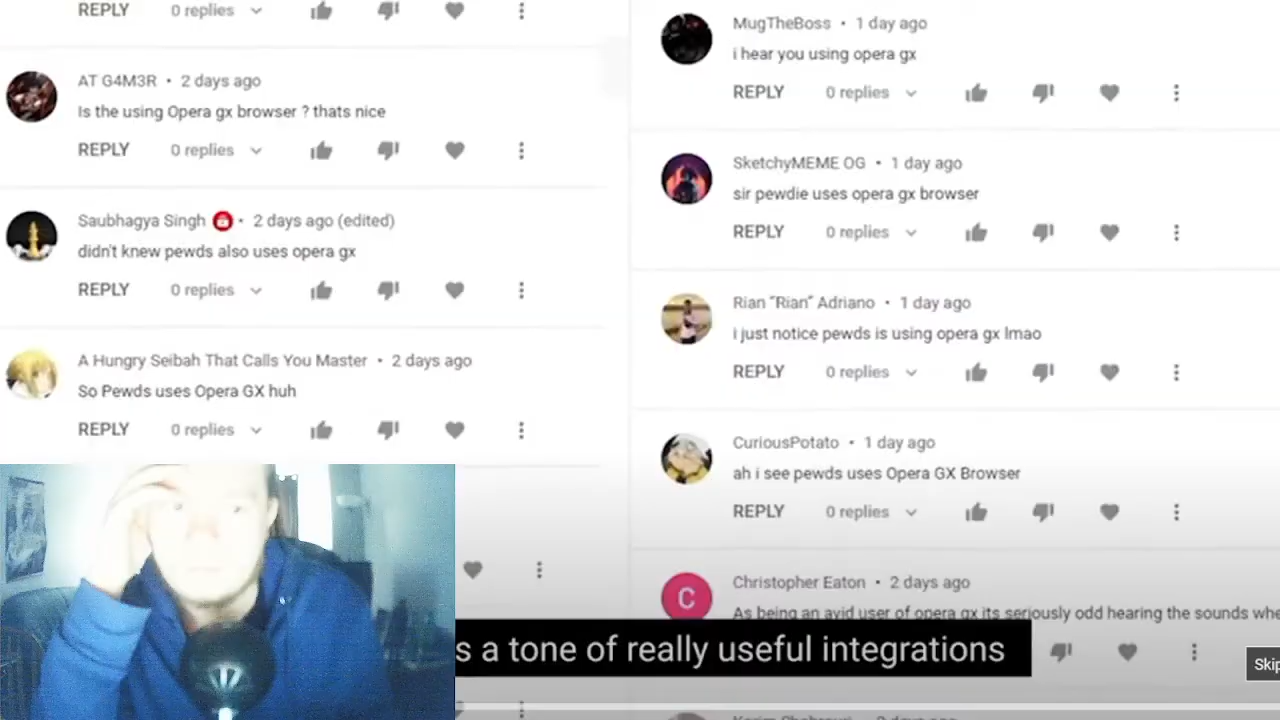 REPLY 0 replies
AT G4M3R • 2 days ago
Is the using Opera gx browser ? thats nice
REPLY 0 replies
Saubhagya Singh • 2 days ago (edited)
didn't knew pewds also uses opera gx
REPLY 0 replies
A Hungry Seibah That Calls You Master • 2 days ago
So Pewds uses Opera GX huh
REPLY 0 replies
MugTheBoss • 1 day ago
i hear you using opera gx
REPLY 0 replies
SketchyMEME OG • 1 day ago
sir pewdie uses opera gx browser
REPLY 0 replies
Rian "Rian" Adriano • 1 day ago
i just notice pewds is using opera gx lmao
REPLY 0 replies
CuriousPotato • 1 day ago
ah i see pewds uses Opera GX Browser
REPLY 0 replies
C
Christopher Eaton • 2 days ago
As being an avid user of opera gx its seriously odd hearing the sounds whe
s a tone of really useful integrations
Skip